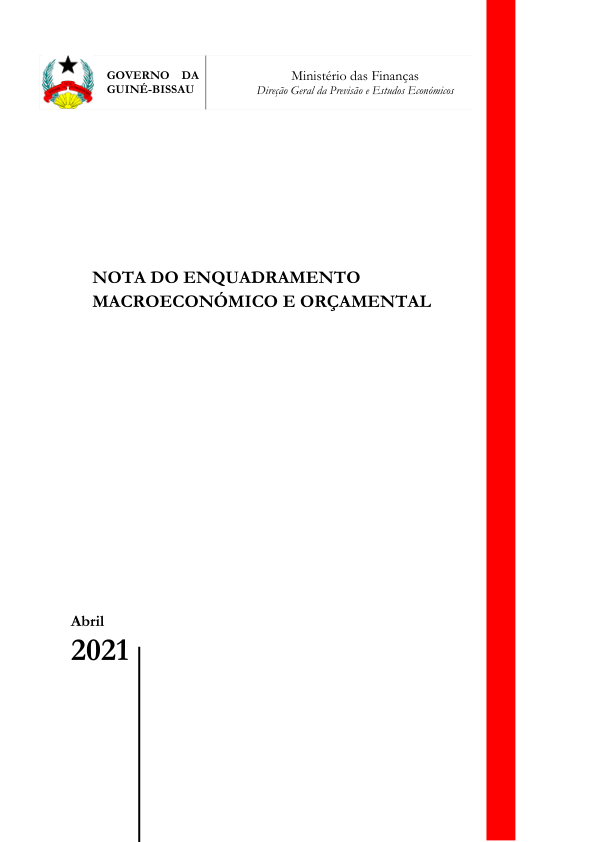 GOVERNO DA
GUINÉ-BISSAU
Ministério das Finanças
Direção Geral da Previsão e Estudos Económicos
NOTA DO ENQUADRAMENTO
MACROECONÓMICO E ORÇAMENTAL
Abril
2021